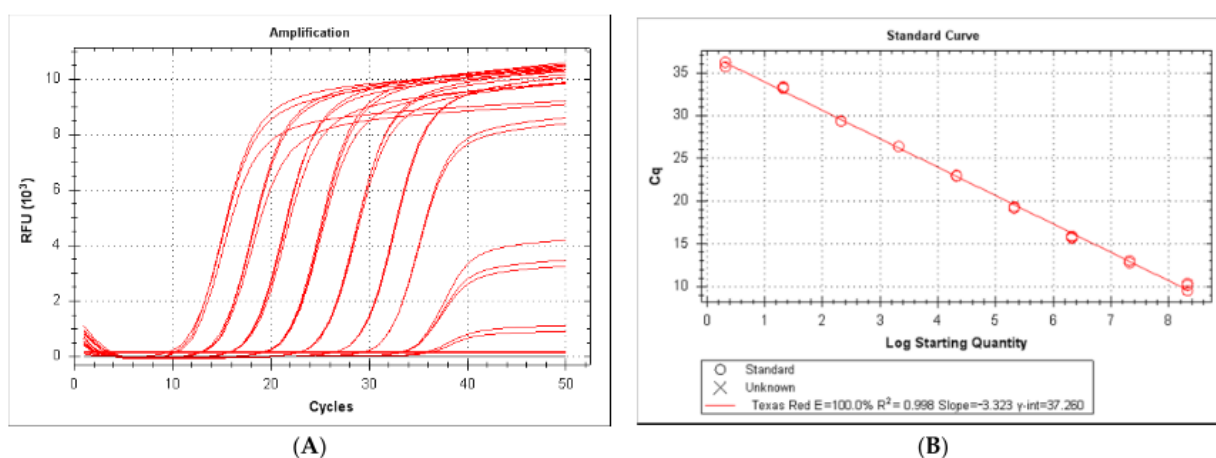 Amplification
10
8
6
4
2
0
RFU (10³)
0 10 20 30 40 50
Cycles
(A)
Standard Curve
35
30
25
20
15
10
Cq
0 1 2 3 4 5 6 7 8
Log Starting Quantity
Standard
Unknown
Texas Red E=100.0% R²= 0.998 Slope=-3.323 y-int=37.260
(B)